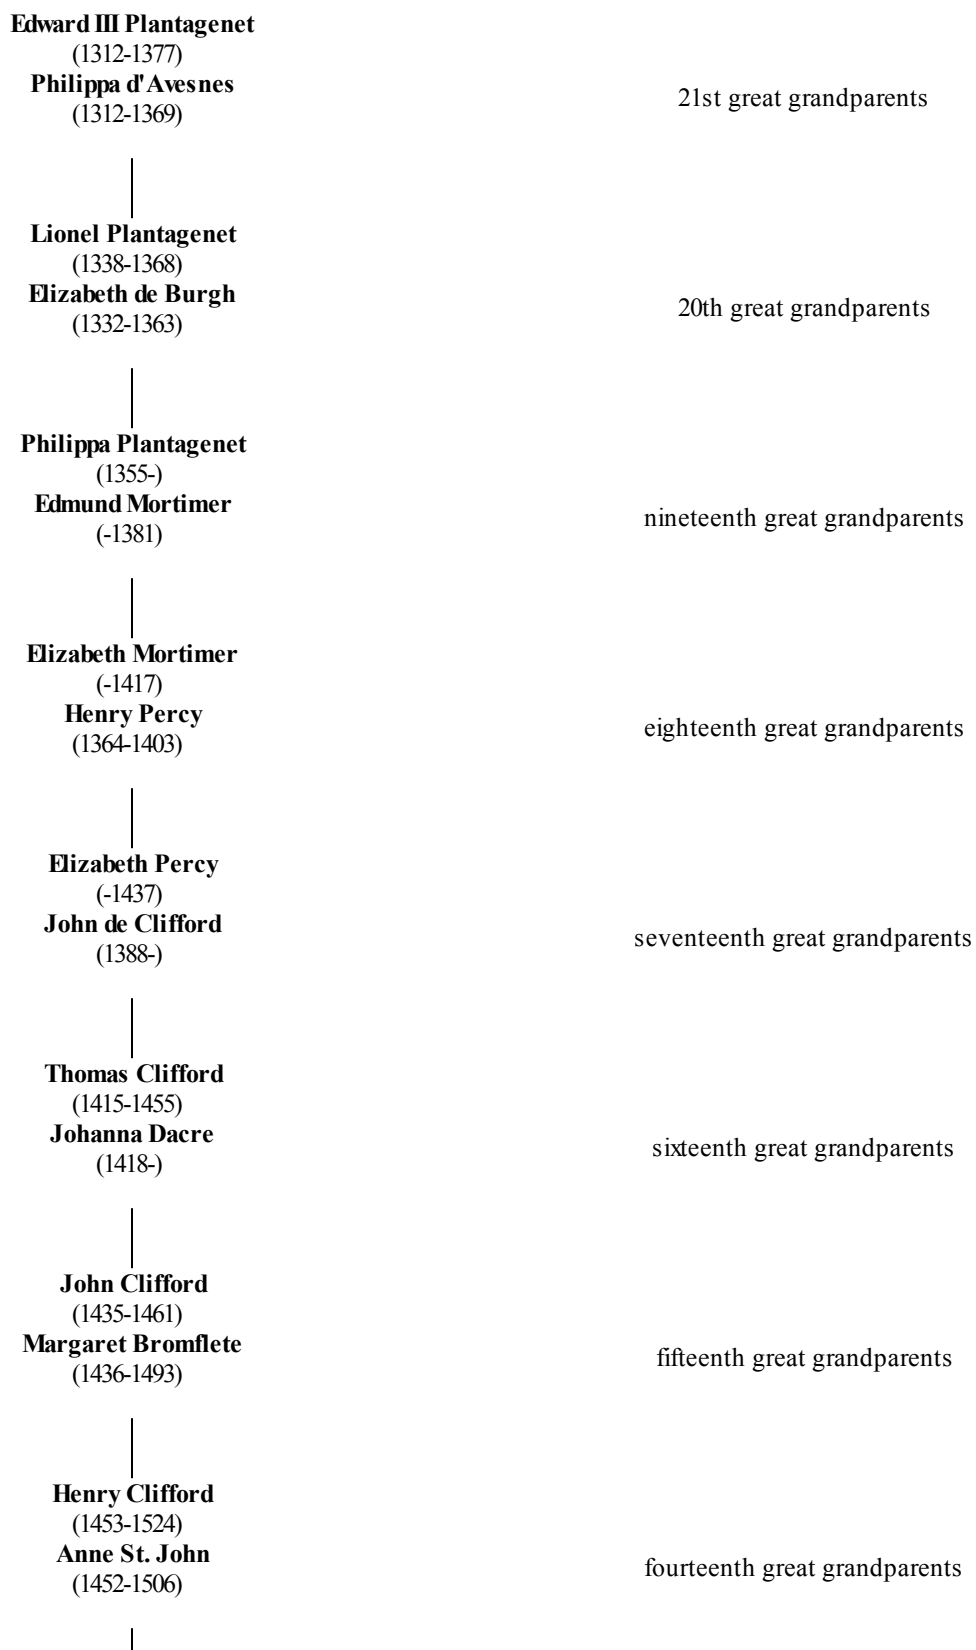 Edward III Plantagenet
(1312-1377)
Philippa d'Avesnes
(1312-1369)
21st great grandparents
Lionel Plantagenet
(1338-1368)
Elizabeth de Burgh
(1332-1363)
20th great grandparents
Philippa Plantagenet
(1355-)
Edmund Mortimer
(-1381)
nineteenth great grandparents
Elizabeth Mortimer
(-1417)
Henry Percy
(1364-1403)
eighteenth great grandparents
Elizabeth Percy
(-1437)
John de Clifford
(1388-)
seventeenth great grandparents
Thomas Clifford
(1415-1455)
Johanna Dacre
(1418-)
sixteenth great grandparents
John Clifford
(1435-1461)
Margaret Bromflete
(1436-1493)
fifteenth great grandparents
Henry Clifford
(1453-1524)
Anne St. John
(1452-1506)
fourteenth great grandparents